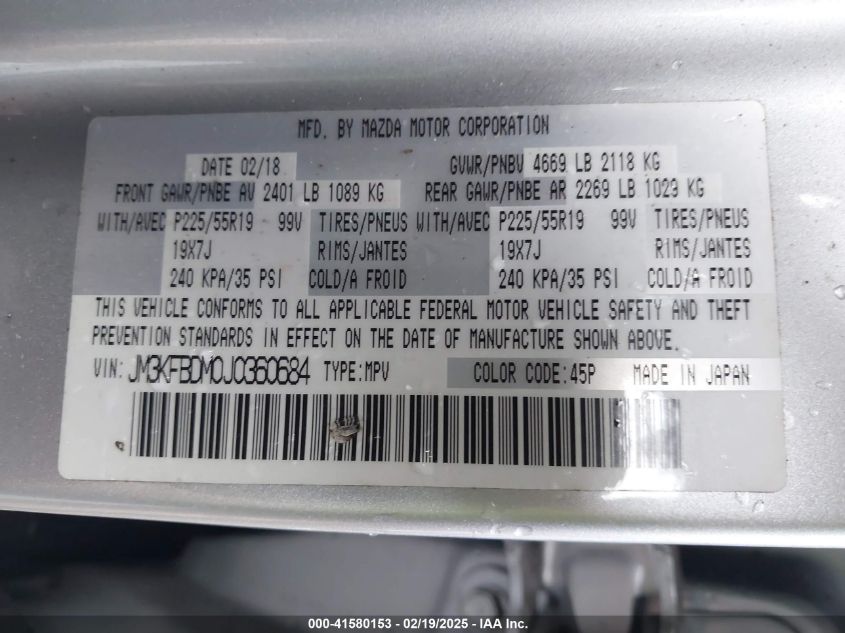 MFD. BY MAZDA MOTOR CORPORATION
DATE 02/18 GVWR/PNBV 4669 LB 2118 KG
FRONT GAWR/PNBE AV 2401 LB 1089 KG REAR GAWR/PNBE AR 2269 LB 1029 KG
WITH/AVEC P225/55R19 99V TIRES/PNEUS WITH/AVEC P225/55R19 99V TIRES/PNEUS
19X7J RIMS/JANTES 19X7J RIMS/JANTES
240 KPA/35 PSI COLD/A FROID 240 KPA/35 PSI COLD/A FROID
THIS VEHICLE CONFORMS TO ALL APPLICABLE FEDERAL MOTOR VEHICLE SAFETY AND THEFT
PREVENTION STANDARDS IN EFFECT ON THE DATE OF MANUFACTURE SHOWN ABOVE.
VIN: JM3KFBDM0J0360684 TYPE:MPV COLOR CODE:45P MADE IN JAPAN
000-41580153 - 02/19/2025 - IAA Inc.